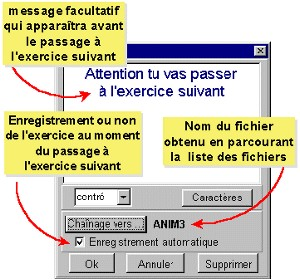 message facultatif
qui apparaîtra avant
le passage à
l'exercice suivant
Attention tu vas passer
à l'exercice suivant
Enregistrement ou non
de l'exercice au moment
du passage à
l'exercice suivant
Nom du fichier
obtenu en parcourant
la liste des fichiers
contré
Caractères
Chaînage vers ...
ANIM3
Enregistrement automatique
Ok
Annuler
Supprimer